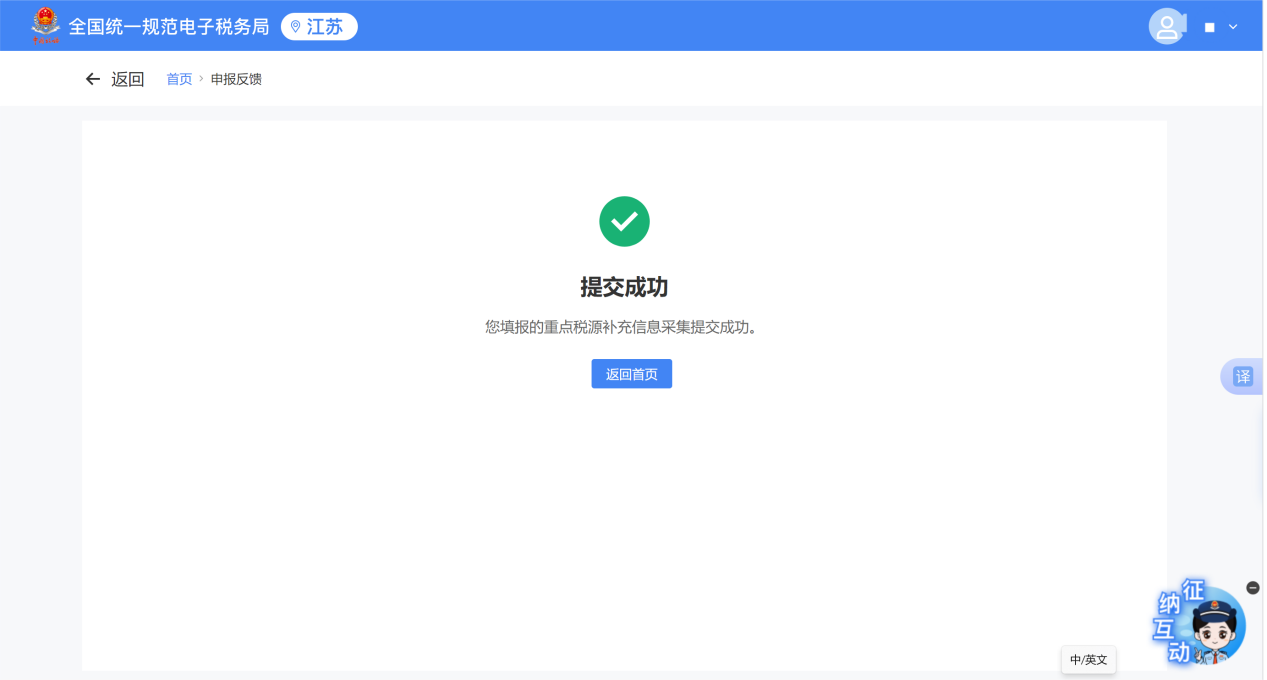 全国统一规范电子税务局 江苏
返回 首页 > 申报反馈
提交成功
您填报的重点税源补充信息采集提交成功。
返回首页
译
征
纳
互
动
中/英文